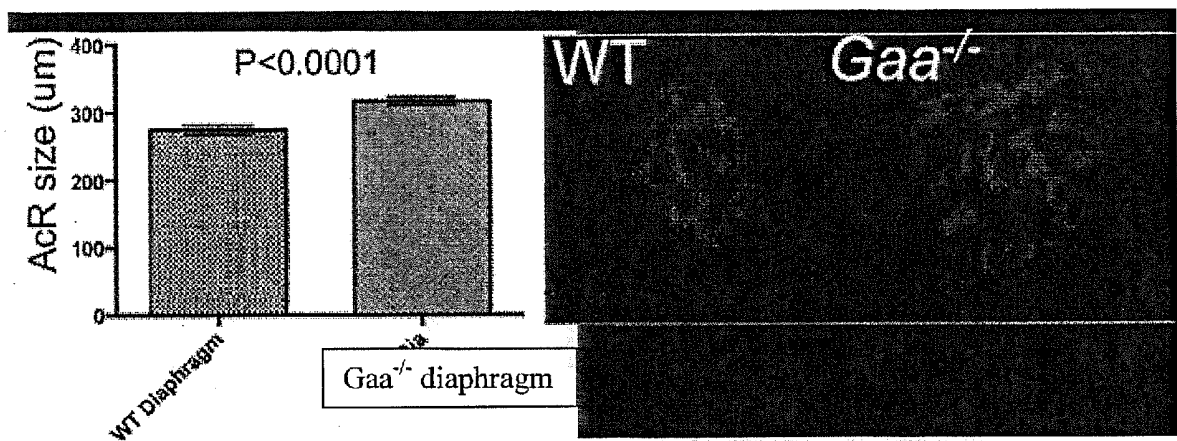 AcR size (um)
400
300
200
100
0
P<0.0001
WT Diaphragm
Gaa-/- diaphragm
WT
Gaa-/-